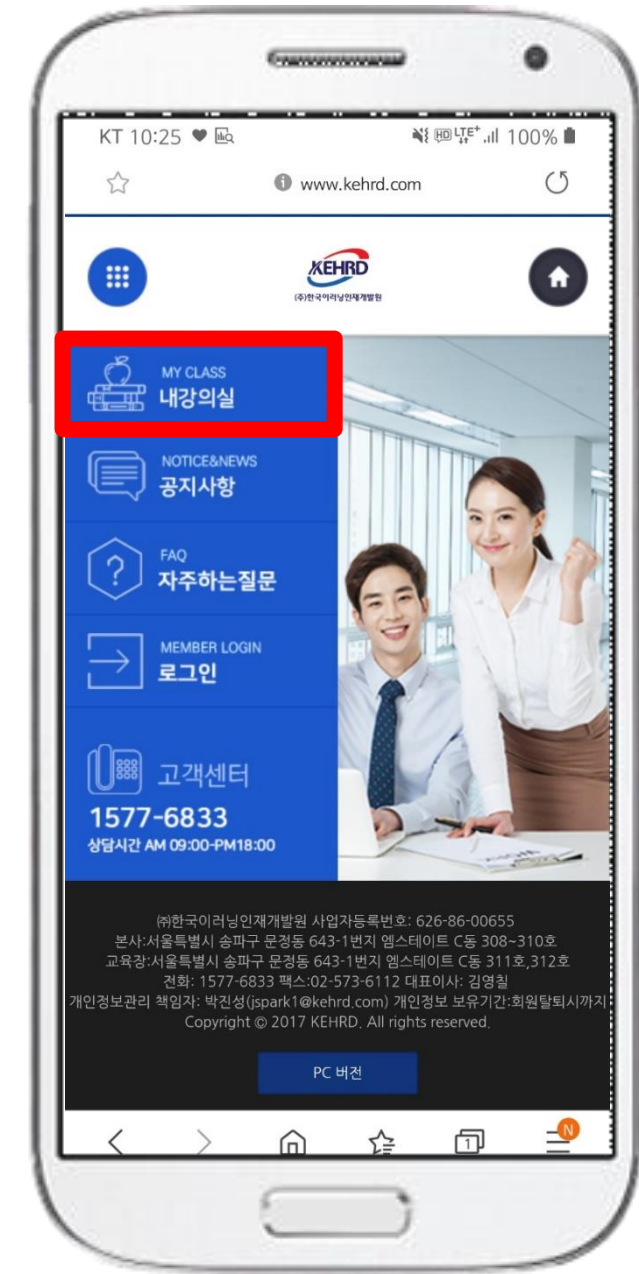 KT 10:25 HD LTE+ 100%
www.kehrd.com
KEHRD
(주)한국이러닝인재개발원
MY CLASS
내강의실
NOTICE&NEWS
공지사항
FAQ
자주하는질문
MEMBER LOGIN
로그인
고객센터
1577-6833
상담시간 AM 09:00-PM18:00
㈜한국이러닝인재개발원 사업자등록번호: 626-86-00655
본사:서울특별시 송파구 문정동 643-1번지 엠스테이트 C동 308~310호
교육장:서울특별시 송파구 문정동 643-1번지 엠스테이트 C동 311호,312호
전화: 1577-6833 팩스:02-573-6112 대표이사: 김영칠
개인정보관리 책임자: 박진성(jspark1@kehrd.com) 개인정보 보유기간:회원탈퇴시까지
Copyright © 2017 KEHRD. All rights reserved.
PC 버전
1
N